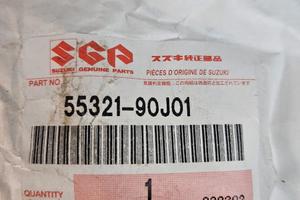 SGP スズキ純正部品
SUZUKI GENUINE PARTS PIÈCES D'ORIGINE DE SUZUKI
PART NO.
55321-90J01
QUANTITY 1